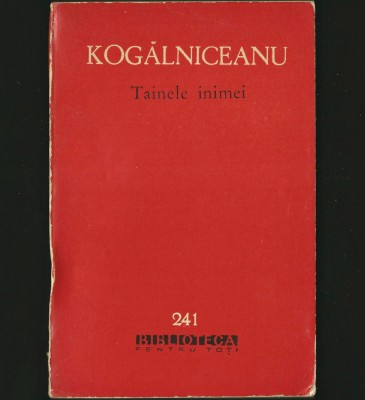 KOGĂLNICEANU
Tainele inimei
241
BIBLIOTECA
PENTRU TOȚI